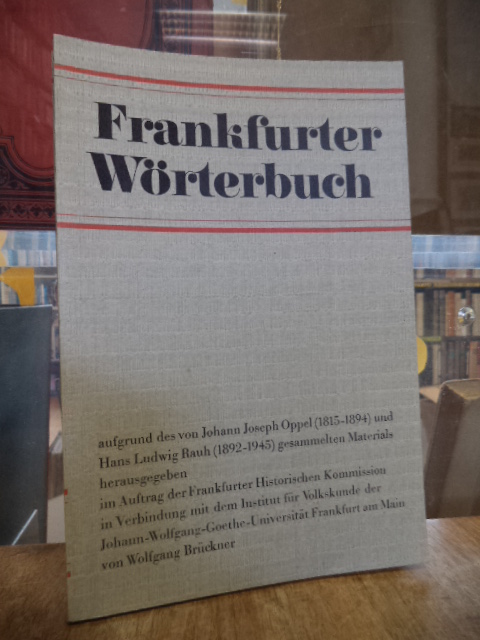 Frankfurter
Wörterbuch
aufgrund des von Johann Joseph Oppel (1815-1894) und
Hans Ludwig Rauh (1892-1945) gesammelten Materials
herausgegeben
im Auftrag der Frankfurter Historischen Kommission
in Verbindung mit dem Institut für Volkskunde der
Johann-Wolfgang-Goethe-Universität Frankfurt am Main
von Wolfgang Brückner